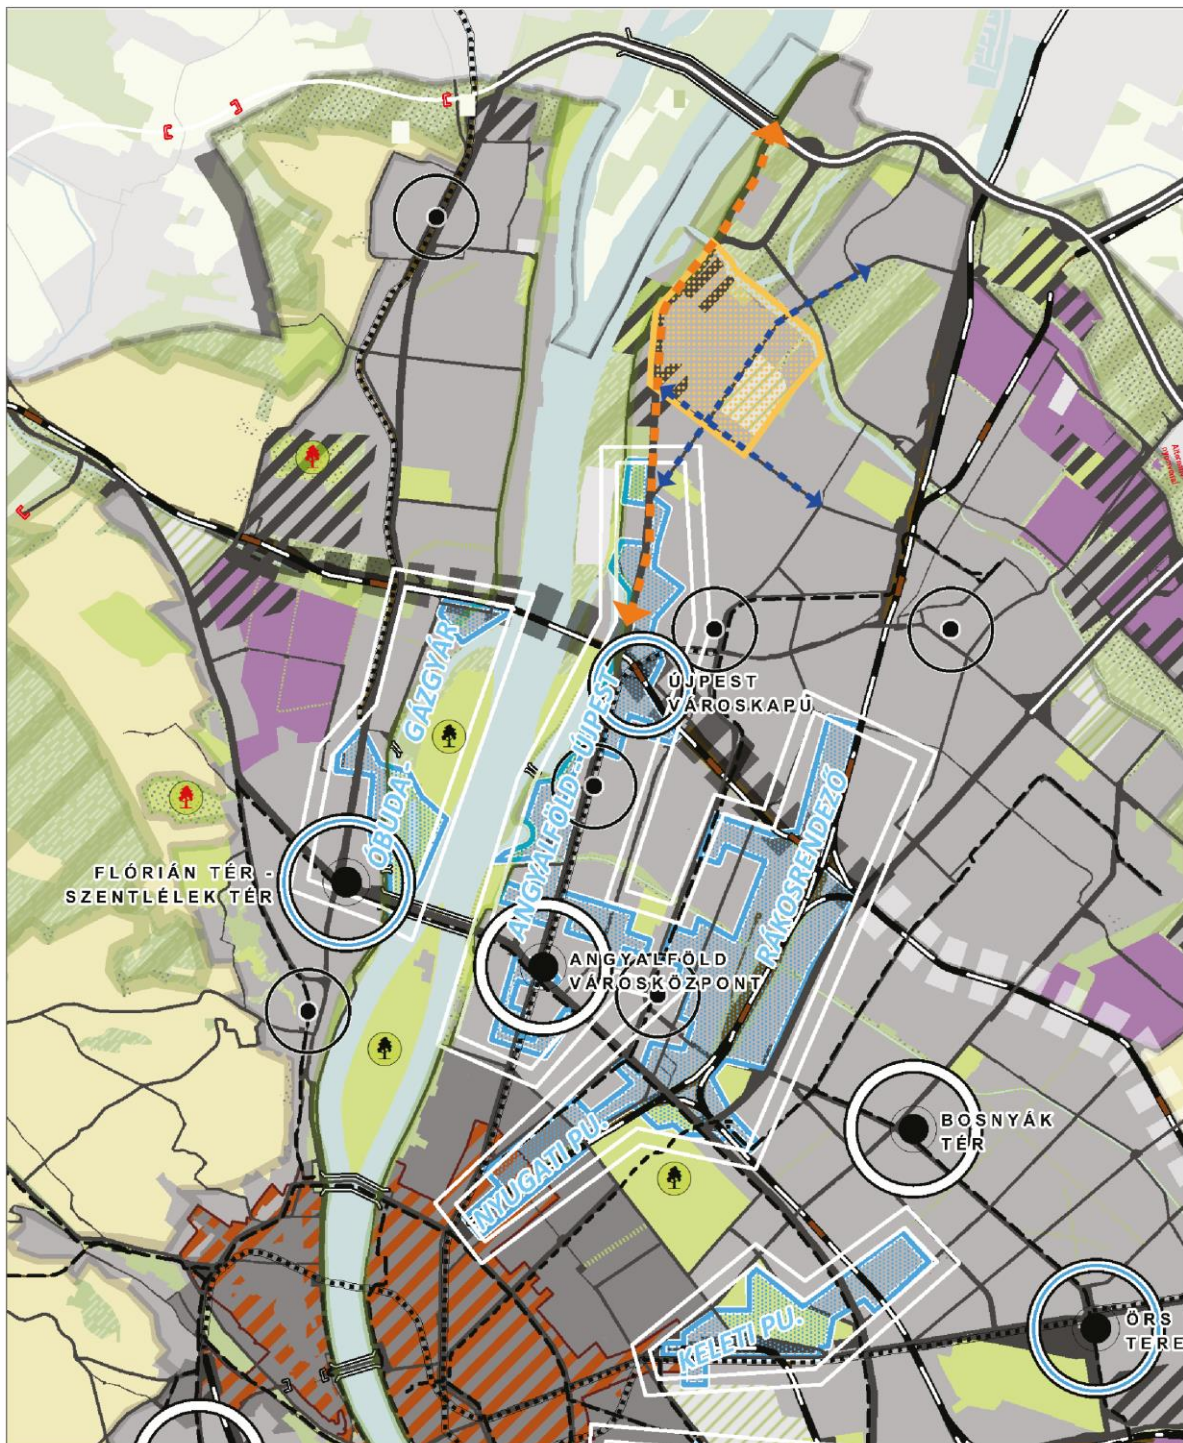 ÓBUDA - GÁZGYÁR
ANGYALFÖLD - ÚJPEST
ÚJPEST
VÁROSKAPU
RÁKOSRENDEZŐ
FLÓRIÁN TÉR -
SZENTLÉLEK TÉR
ANGYALFÖLD
VÁROSKÖZPONT
BOSNYÁK
TÉR
NYUGATI PU.
KELETI PU.
ÖRS
TERE